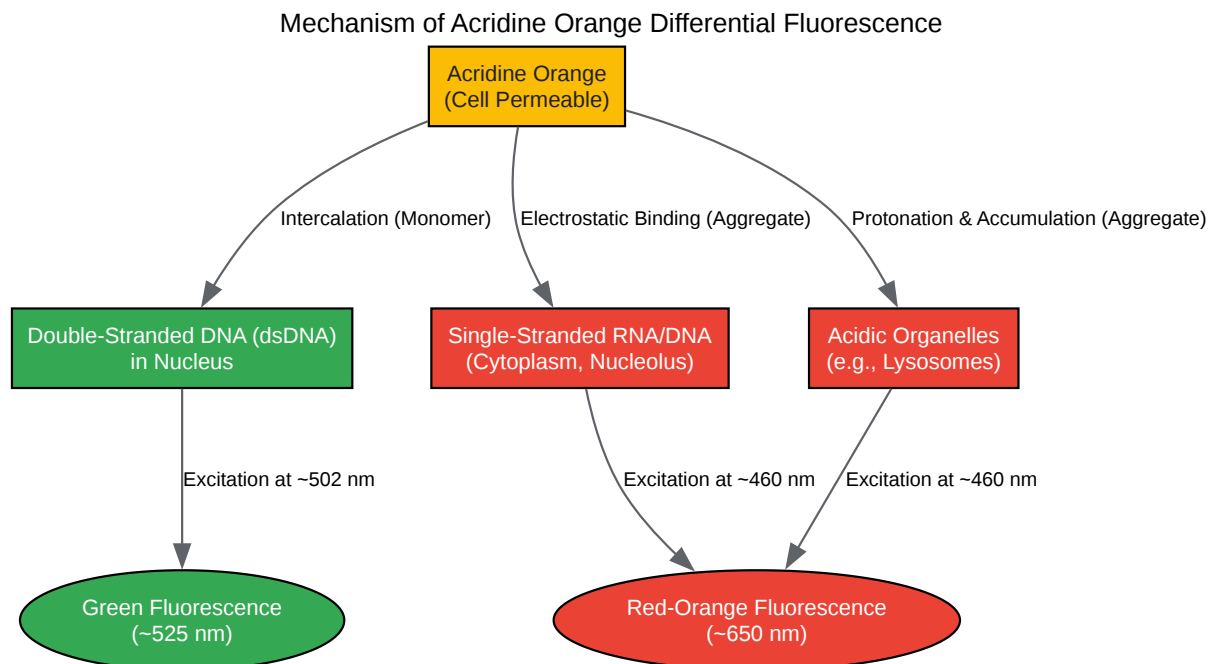 Mechanism of Acridine Orange Differential Fluorescence
Acridine Orange
(Cell Permeable)
Intercalation (Monomer)
Electrostatic Binding (Aggregate)
Protonation & Accumulation (Aggregate)
Double-Stranded DNA (dsDNA)
in Nucleus
Single-Stranded RNA/DNA
(Cytoplasm, Nucleolus)
Acidic Organelles
(e.g., Lysosomes)
Excitation at ~502 nm
Excitation at ~460 nm
Excitation at ~460 nm
Green Fluorescence
(~525 nm)
Red-Orange Fluorescence
(~650 nm)